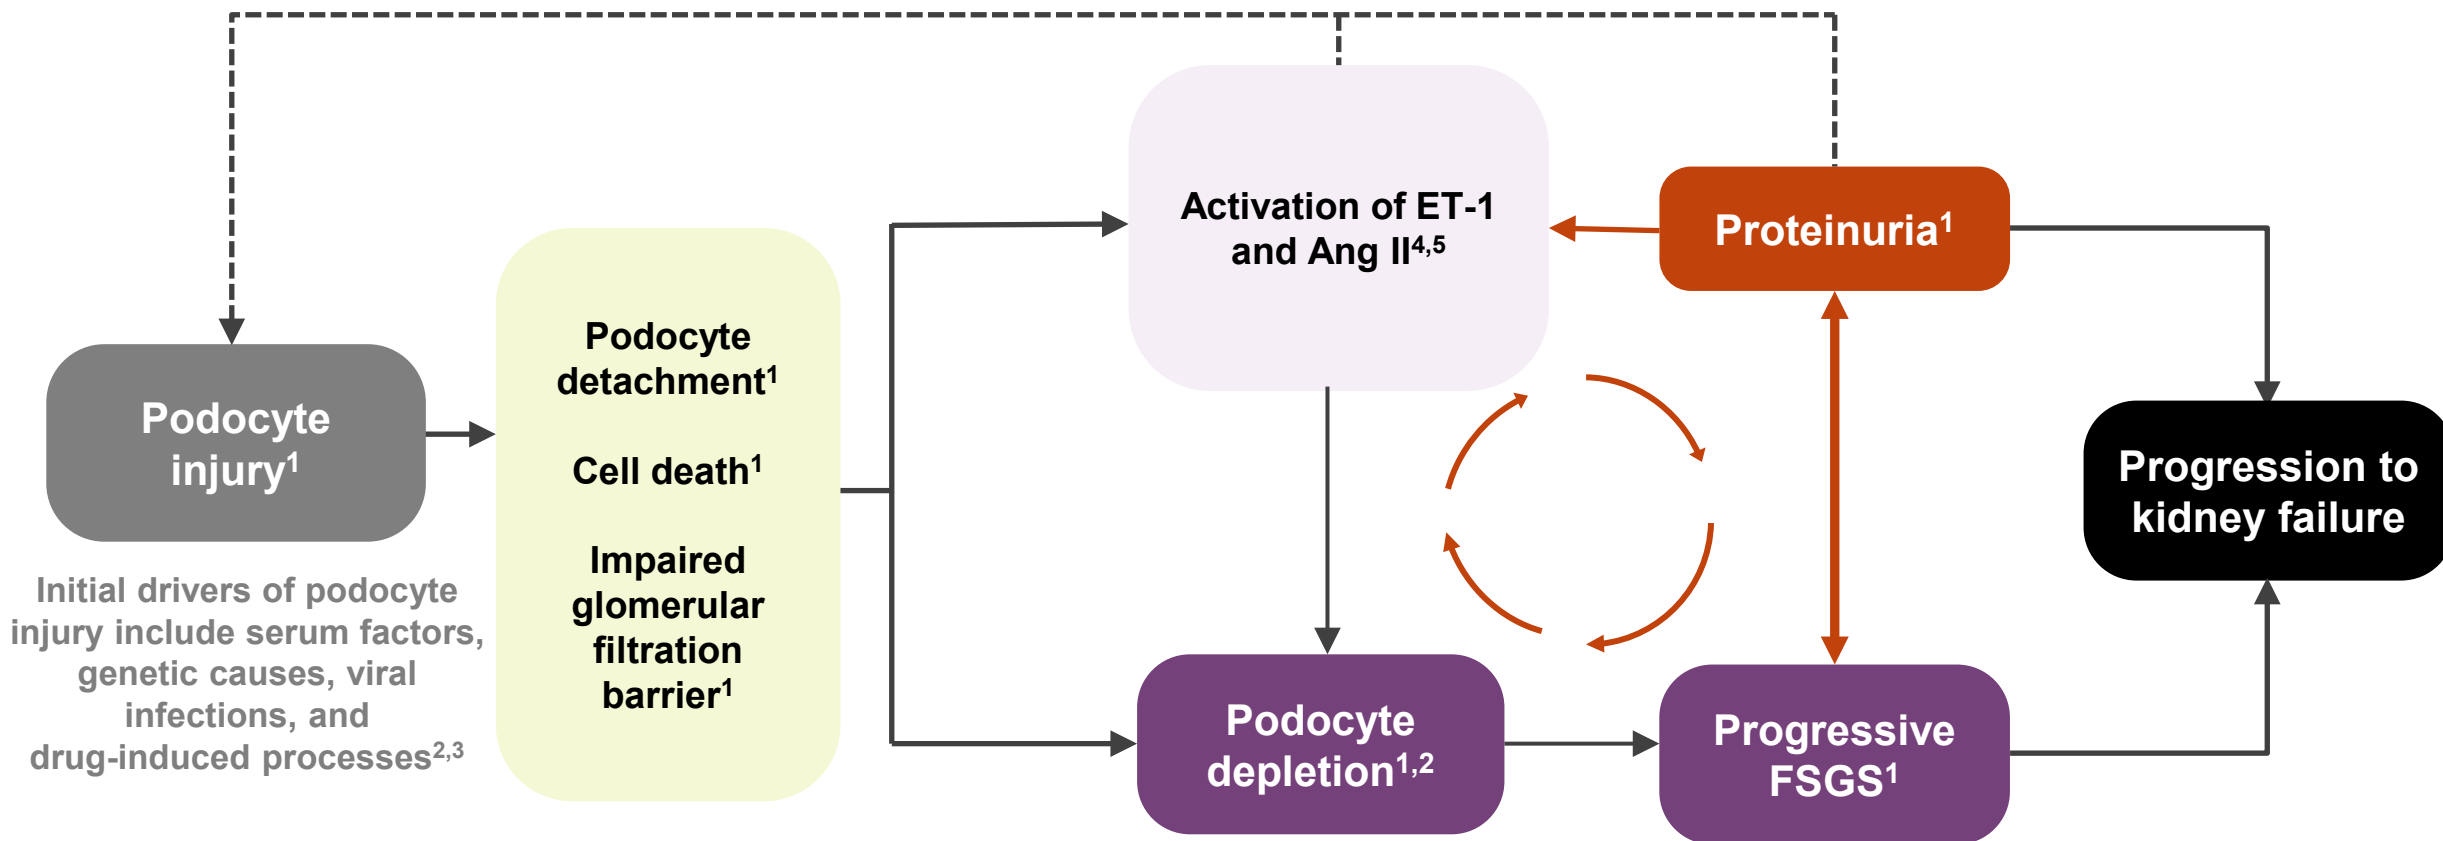 Podocyte
injury1
Initial drivers of podocyte
injury include serum factors,
genetic causes, viral
infections, and
drug-induced processes2,3
Podocyte
detachment1
Cell death1
Impaired
glomerular
filtration
barrier1
Activation of ET-1
and Ang II4,5
Podocyte
depletion1,2
Proteinuria1
Progressive
FSGS1
Progression to
kidney failure